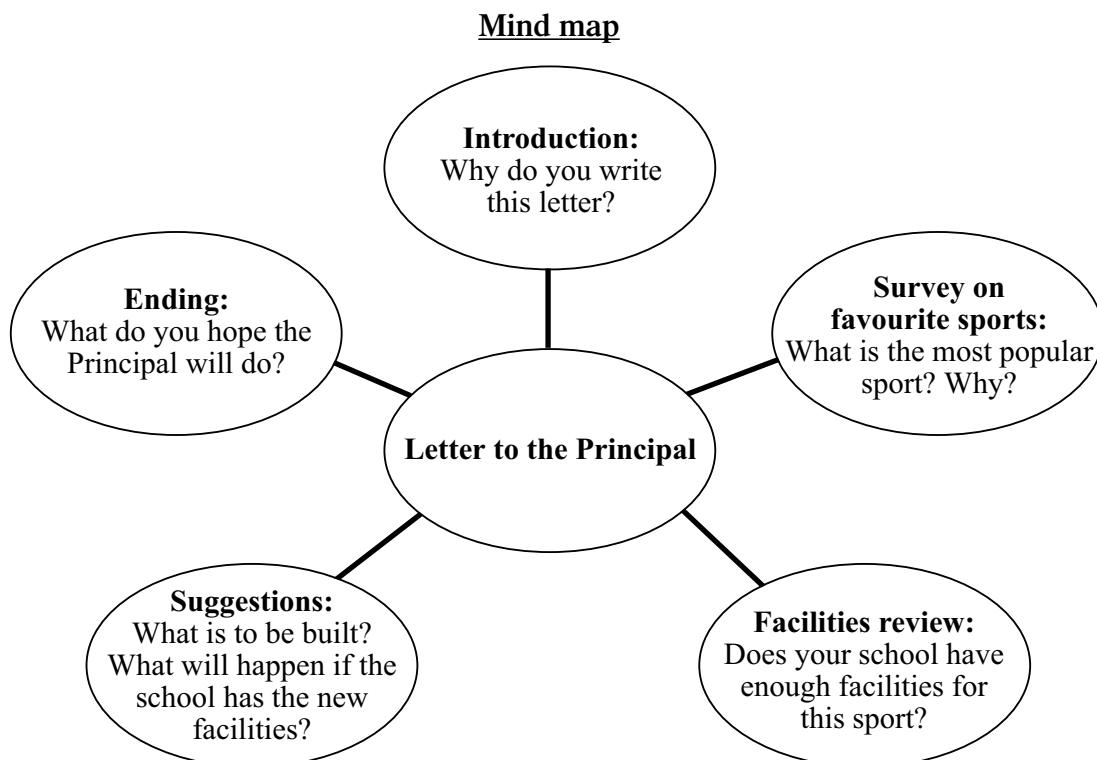 Mind map
Introduction:
Why do you write
this letter?
Ending:
What do you hope the
Principal will do?
Survey on
favourite sports:
What is the most popular
sport? Why?
Letter to the Principal
Suggestions:
What is to be built?
What will happen if the
school has the new
facilities?
Facilities review:
Does your school have
enough facilities for
this sport?